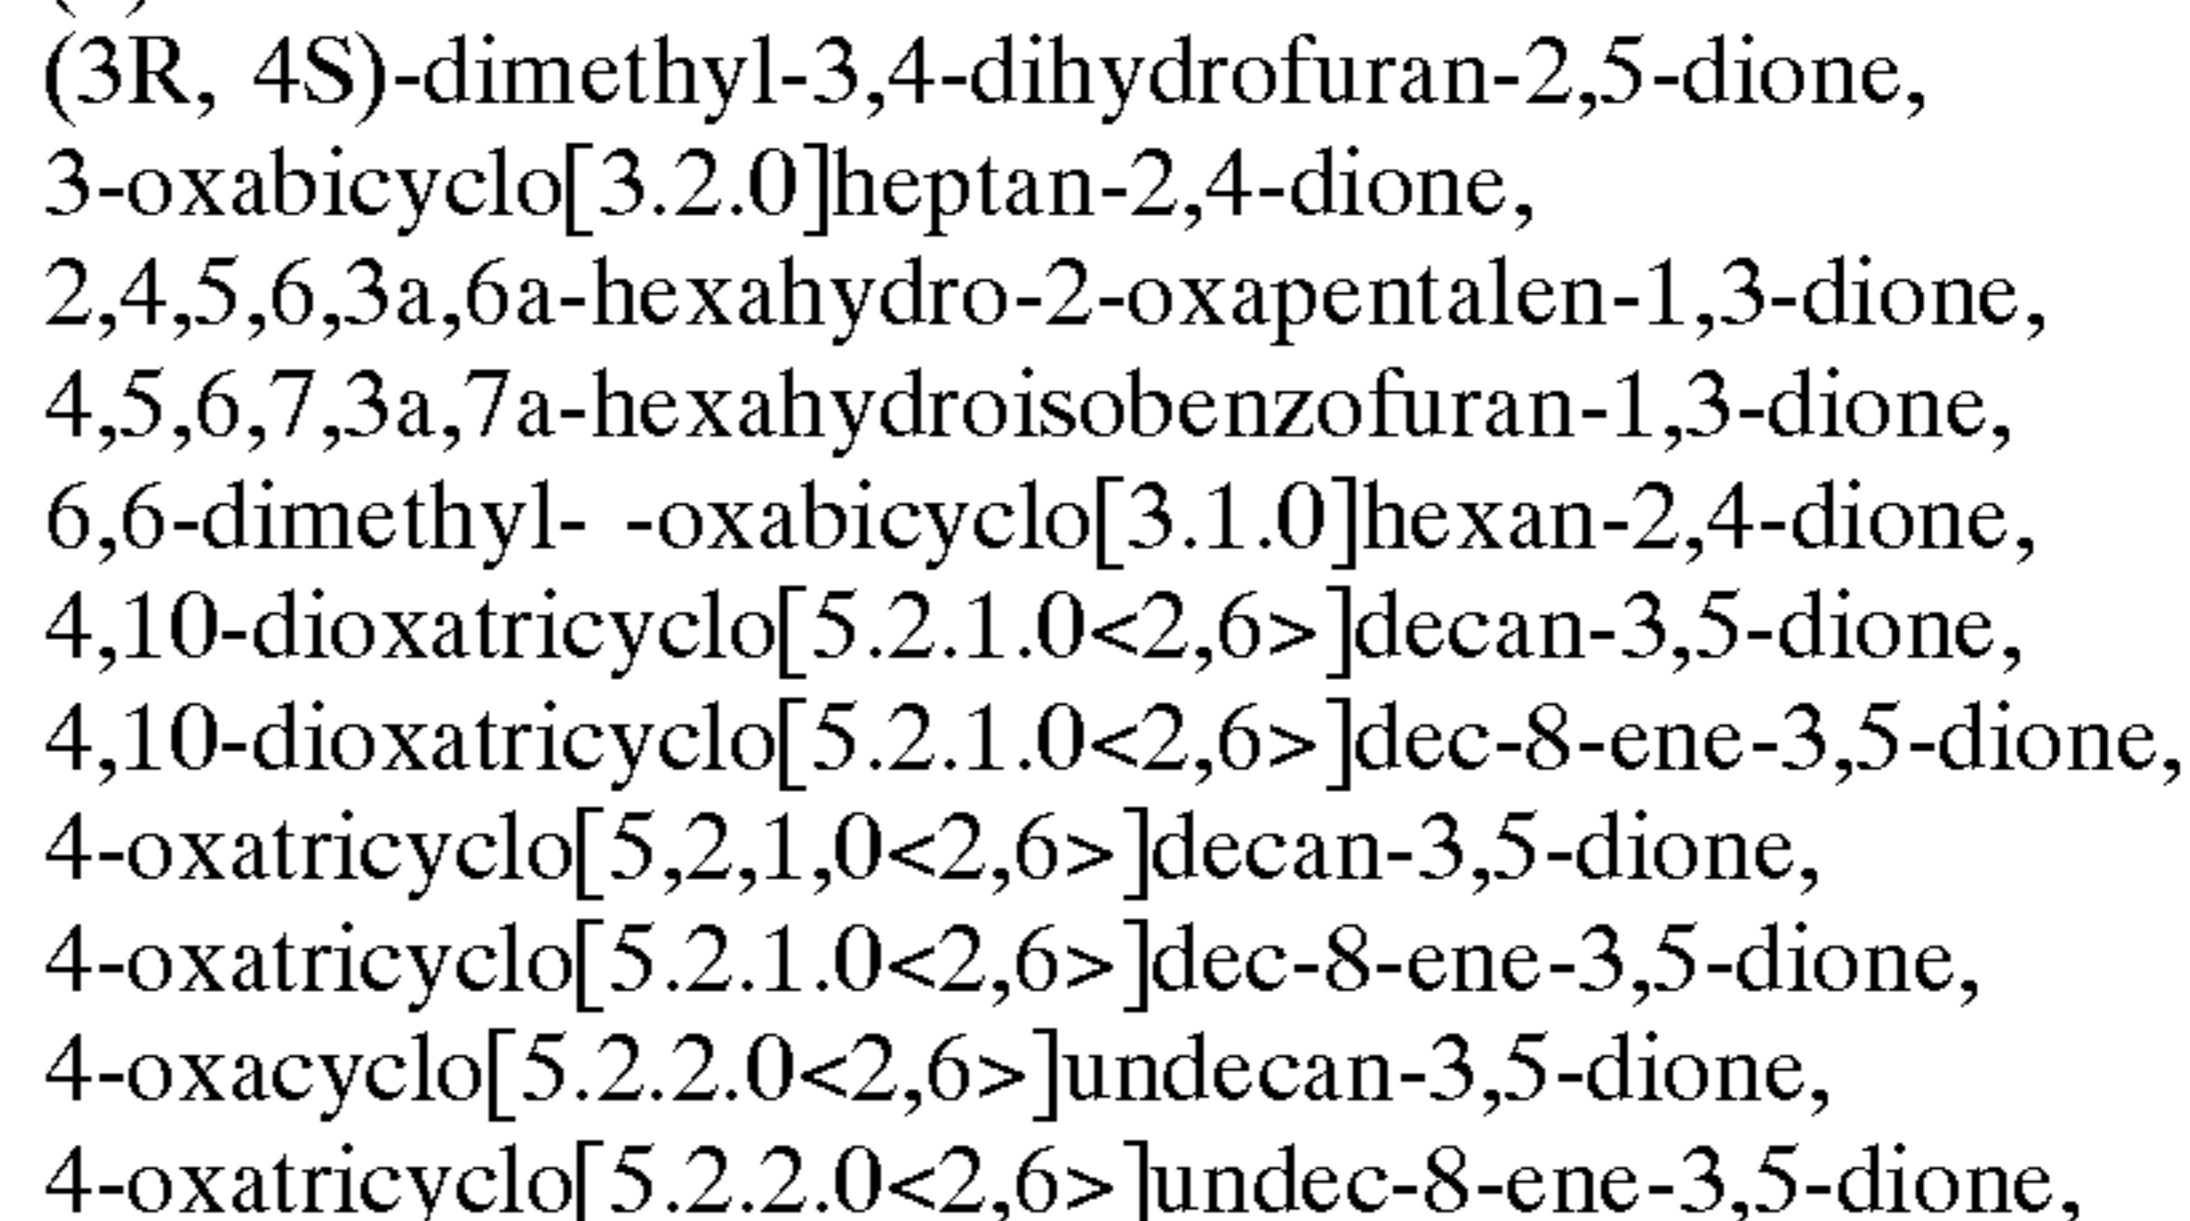 (3R, 4S)-dimethyl-3,4-dihydrofuran-2,5-dione,
3-oxabicyclo[3.2.0]heptan-2,4-dione,
2,4,5,6,3a,6a-hexahydro-2-oxapentalen-1,3-dione,
4,5,6,7,3a,7a-hexahydroisobenzofuran-1,3-dione,
6,6-dimethyl- -oxabicyclo[3.1.0]hexan-2,4-dione,
4,10-dioxatricyclo[5.2.1.0<2,6>]decan-3,5-dione,
4,10-dioxatricyclo[5.2.1.0<2,6>]dec-8-ene-3,5-dione,
4-oxatricyclo[5,2,1,0<2,6>]decan-3,5-dione,
4-oxatricyclo[5.2.1.0<2,6>]dec-8-ene-3,5-dione,
4-oxacyclo[5.2.2.0<2,6>]undecan-3,5-dione,
4-oxatricyclo[5.2.2.0<2,6>]undec-8-ene-3,5-dione,